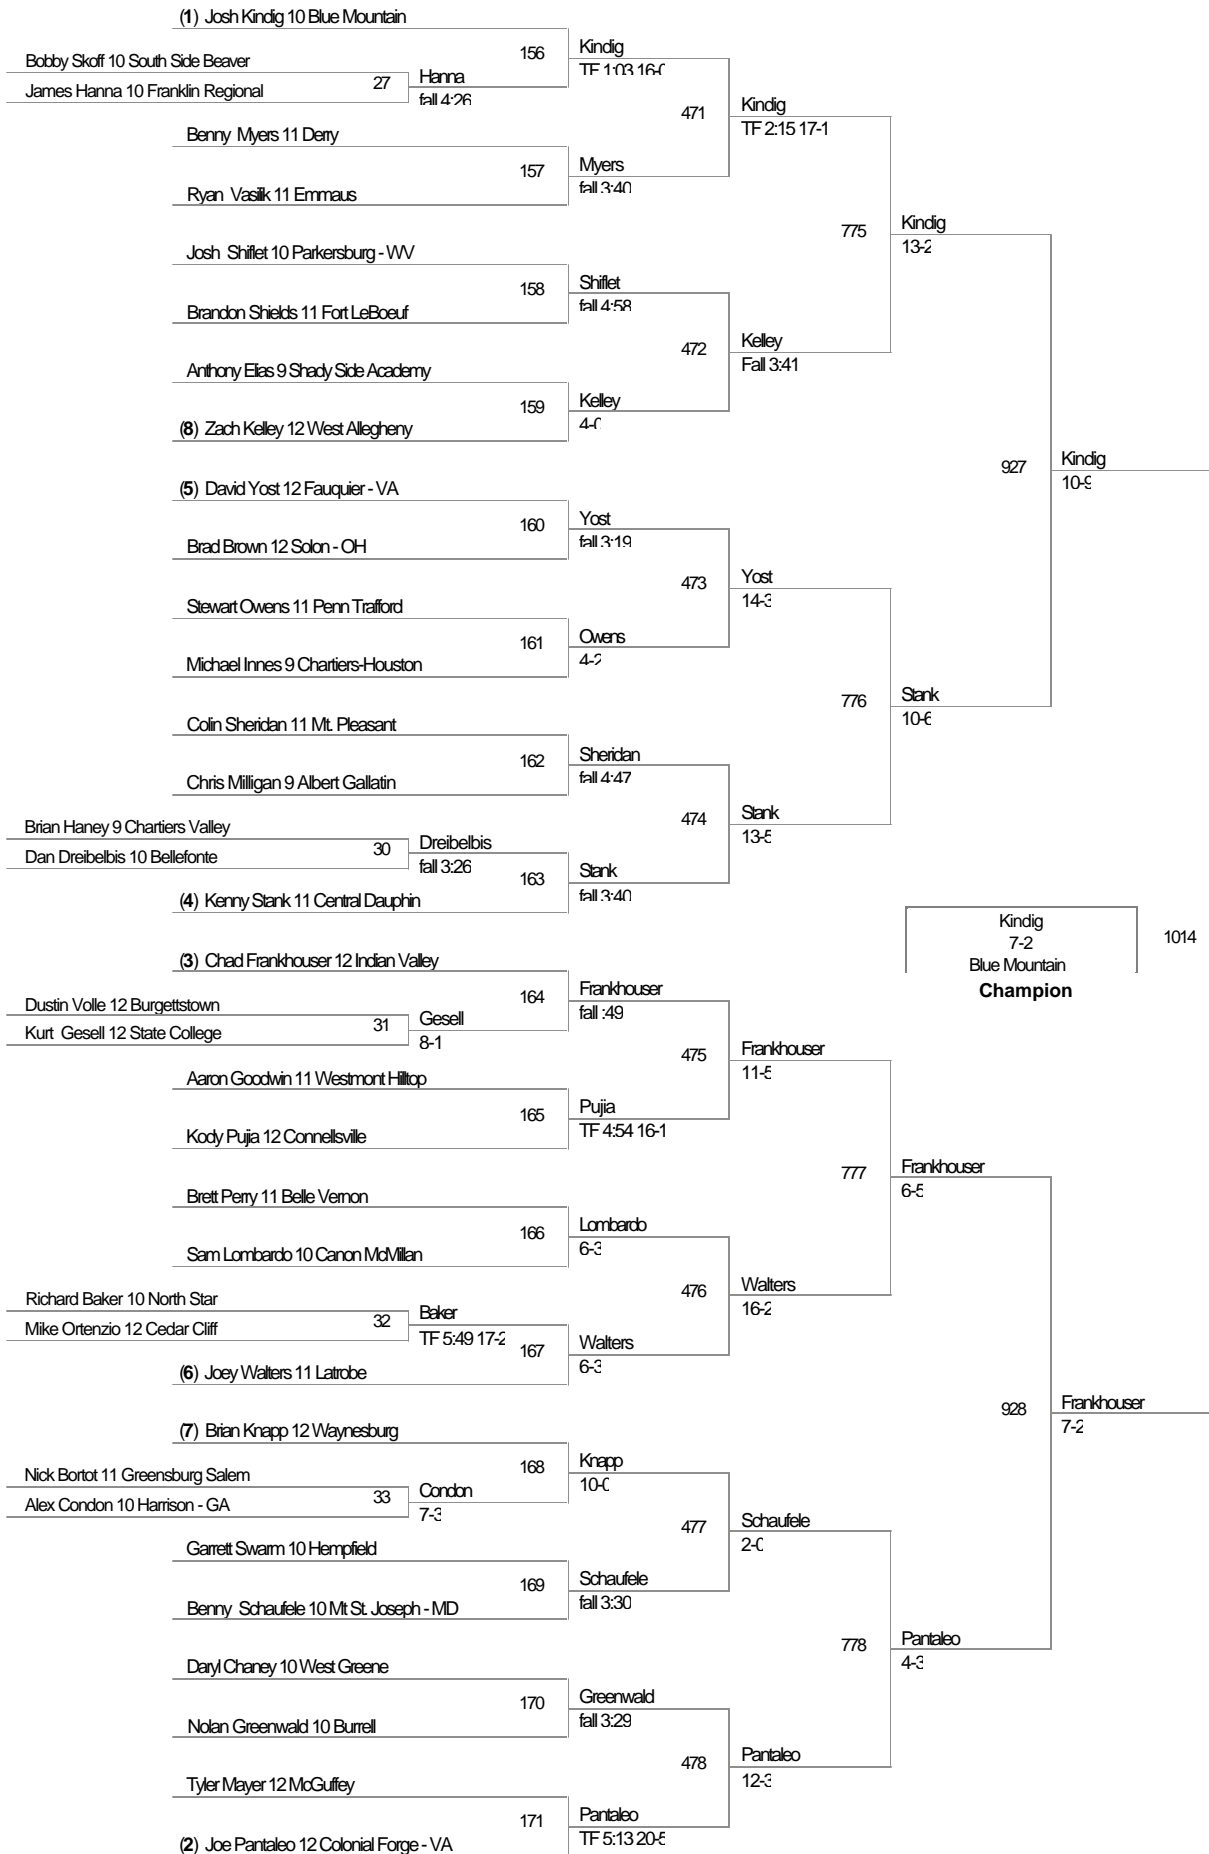 (1) Josh Kindig 10 Blue Mountain
156
Kindig
TF 1:03 16-0
Bobby Skoff 10 South Side Beaver
27
Hanna
fall 4:26
James Hanna 10 Franklin Regional
471
Kindig
TF 2:15 17-1
Benny Myers 11 Derry
157
Myers
fall 3:40
Ryan Vasilik 11 Emmaus
775
Kindig
13-2
Josh Shiflet 10 Parkersburg - WV
158
Shiflet
fall 4:58
Brandon Shields 11 Fort LeBoeuf
472
Kelley
Fall 3:41
Anthony Elias 9 Shady Side Academy
159
Kelley
4-0
(8) Zach Kelley 12 West Allegheny
927
Kindig
10-9
(5) David Yost 12 Fauquier - VA
160
Yost
fall 3:19
Brad Brown 12 Solon - OH
473
Yost
14-3
Stewart Owens 11 Penn Trafford
161
Owens
4-2
Michael Innes 9 Chartiers-Houston
776
Stank
10-6
Colin Sheridan 11 Mt. Pleasant
162
Sheridan
fall 4:47
Chris Milligan 9 Albert Gallatin
474
Stank
13-5
Brian Haney 9 Chartiers Valley
30
Dreibelbis
fall 3:26
Dan Dreibelbis 10 Bellefonte
163
Stank
fall 3:40
(4) Kenny Stank 11 Central Dauphin
Kindig
7-2
Blue Mountain
Champion
1014
(3) Chad Frankhouser 12 Indian Valley
164
Frankhouser
fall :49
Dustin Volle 12 Burgettstown
31
Gesell
8-1
Kurt Gesell 12 State College
475
Frankhouser
11-5
Aaron Goodwin 11 Westmont Hilltop
165
Pujia
TF 4:54 16-1
Kody Pujia 12 Connellsville
777
Frankhouser
6-5
Brett Perry 11 Belle Vernon
166
Lombardo
6-3
Sam Lombardo 10 Canon McMillan
476
Walters
16-2
Richard Baker 10 North Star
32
Baker
TF 5:49 17-2
Mike Ortenzio 12 Cedar Cliff
167
Walters
6-3
(6) Joey Walters 11 Latrobe
928
Frankhouser
7-2
(7) Brian Knapp 12 Waynesburg
168
Knapp
10-0
Nick Bortot 11 Greensburg Salem
33
Condon
7-3
Alex Condon 10 Harrison - GA
477
Schaufele
2-0
Garrett Swarm 10 Hempfield
169
Schaufele
fall 3:30
Benny Schaufele 10 Mt St. Joseph - MD
778
Pantaleo
4-3
Daryl Chaney 10 West Greene
170
Greenwald
fall 3:29
Nolan Greenwald 10 Burrell
478
Pantaleo
12-3
Tyler Mayer 12 McGuffey
171
Pantaleo
TF 5:13 20-5
(2) Joe Pantaleo 12 Colonial Forge - VA